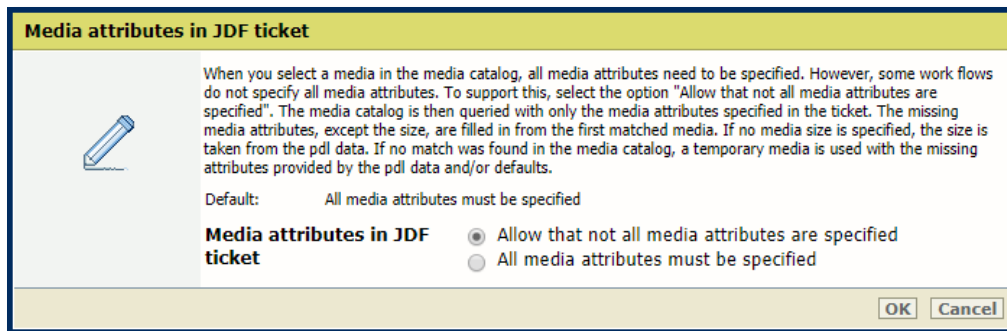 Media attributes in JDF ticket
When you select a media in the media catalog, all media attributes need to be specified. However, some work flows
do not specify all media attributes. To support this, select the option "Allow that not all media attributes are
specified". The media catalog is then queried with only the media attributes specified in the ticket. The missing
media attributes, except the size, are filled in from the first matched media. If no media size is specified, the size is
taken from the pdl data. If no match was found in the media catalog, a temporary media is used with the missing
attributes provided by the pdl data and/or defaults.
Default: All media attributes must be specified
Media attributes in JDF
ticket
Allow that not all media attributes are specified
All media attributes must be specified
OK Cancel